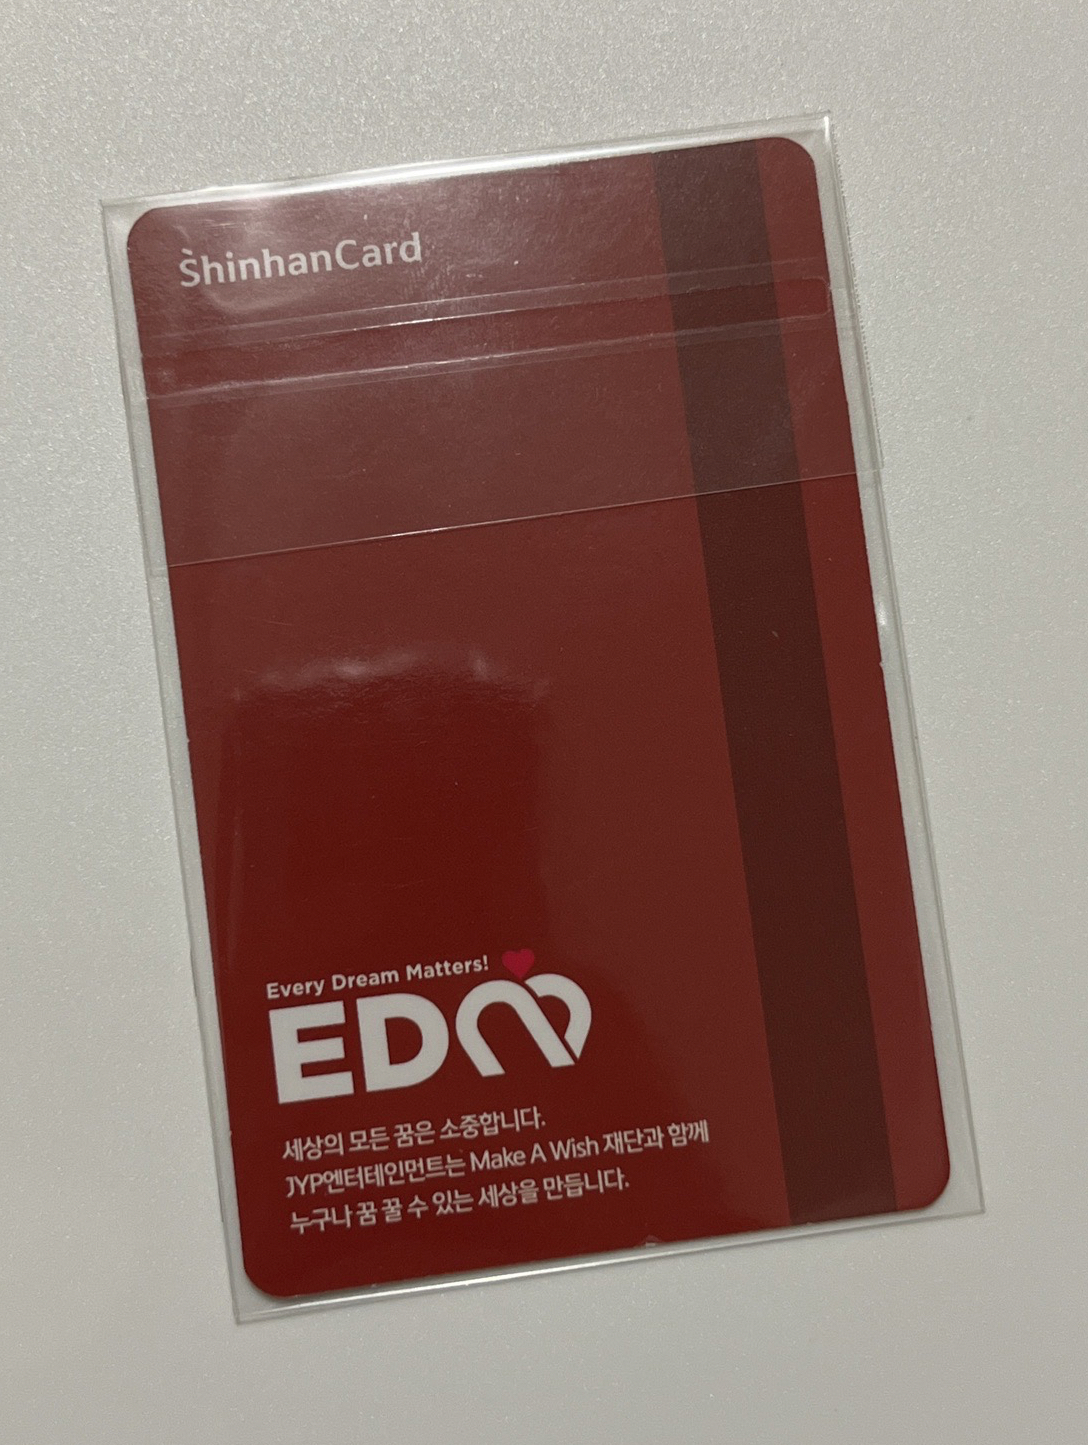 ShinhanCard
Every Dream Matters!
EDM
세상의 모든 꿈은 소중합니다.
JYP엔터테인먼트는 Make A Wish 재단과 함께
누구나 꿈 꿀 수 있는 세상을 만듭니다.